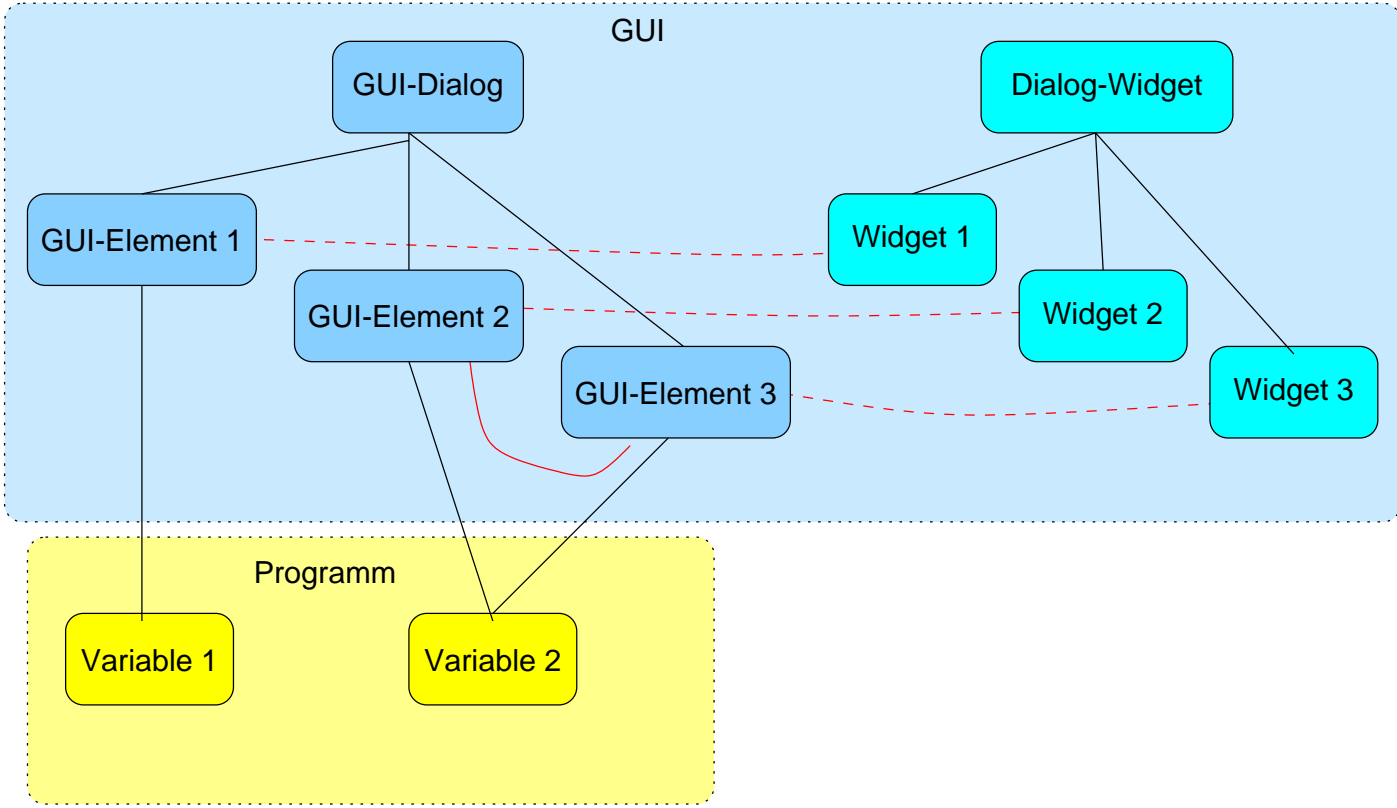 GUI
GUI-Dialog
Dialog-Widget
GUI-Element 1
Widget 1
GUI-Element 2
Widget 2
GUI-Element 3
Widget 3
Programm
Variable 1
Variable 2